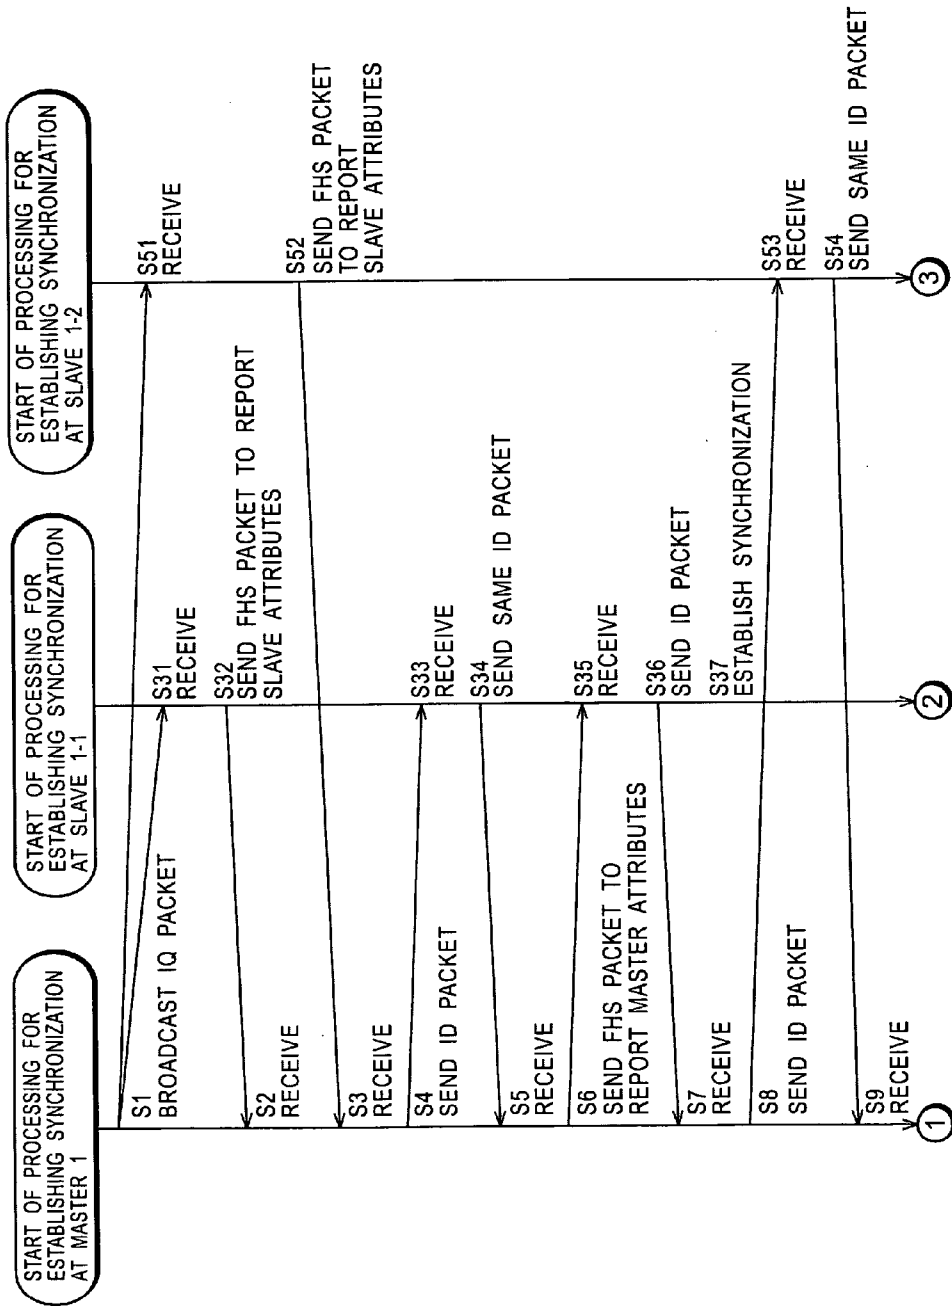 START OF PROCESSING FOR
ESTABLISHING SYNCHRONIZATION
AT MASTER 1
START OF PROCESSING FOR
ESTABLISHING SYNCHRONIZATION
AT SLAVE 1-1
START OF PROCESSING FOR
ESTABLISHING SYNCHRONIZATION
AT SLAVE 1-2
S1
BROADCAST IQ PACKET
S2
RECEIVE
S3
RECEIVE
S4
SEND ID PACKET
S5
RECEIVE
S6
SEND FHS PACKET TO
REPORT MASTER ATTRIBUTES
S7
RECEIVE
S8
SEND ID PACKET
S9
RECEIVE
1
S31
RECEIVE
S32
SEND FHS PACKET TO REPORT
SLAVE ATTRIBUTES
S33
RECEIVE
S34
SEND SAME ID PACKET
S35
RECEIVE
S36
SEND ID PACKET
S37
ESTABLISH SYNCHRONIZATION
2
S51
RECEIVE
S52
SEND FHS PACKET
TO REPORT
SLAVE ATTRIBUTES
S53
RECEIVE
S54
SEND SAME ID PACKET
3